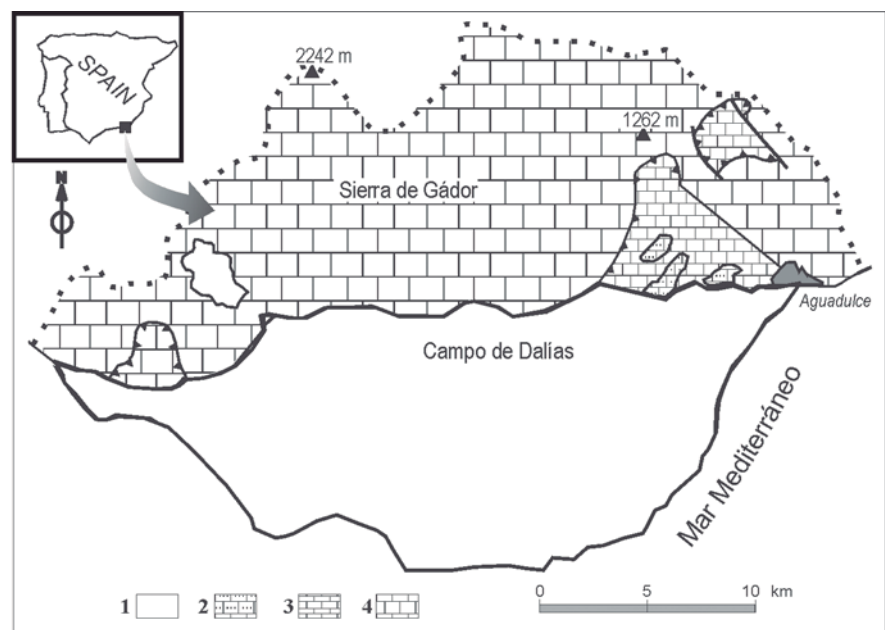 SPAIN
N
2242 m
1262 m
Sierra de Gádor
Aguadulce
Campo de Dalías
Mar Mediterráneo
1 2 3 4
0 5 10 km